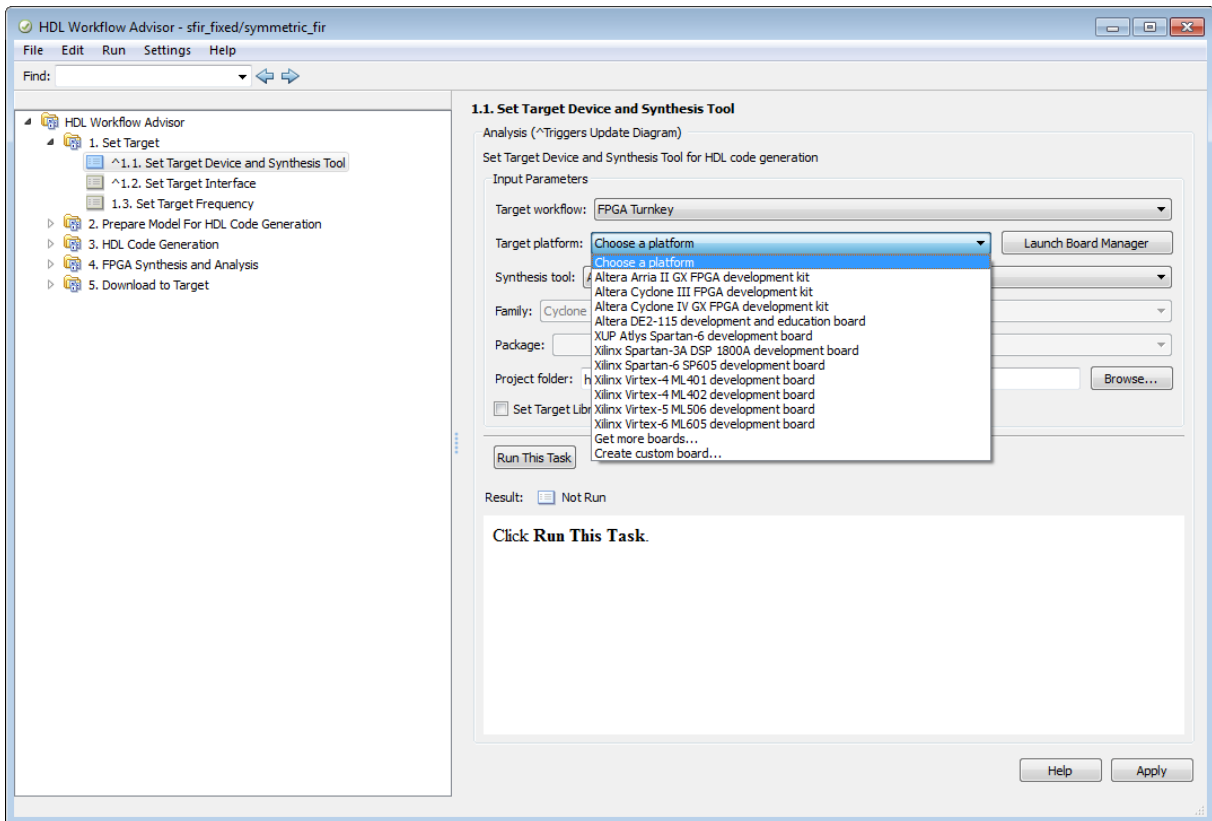 HDL Workflow Advisor - sfir_fixed/symmetric_fir
File Edit Run Settings Help
Find:
HDL Workflow Advisor
1. Set Target
^1.1. Set Target Device and Synthesis Tool
^1.2. Set Target Interface
1.3. Set Target Frequency
2. Prepare Model For HDL Code Generation
3. HDL Code Generation
4. FPGA Synthesis and Analysis
5. Download to Target
1.1. Set Target Device and Synthesis Tool
Analysis (^Triggers Update Diagram)
Set Target Device and Synthesis Tool for HDL code generation
Input Parameters
Target workflow: FPGA Turnkey
Target platform: Choose a platform Launch Board Manager
Choose a platform
Altera Arria II GX FPGA development kit
Altera Cyclone III FPGA development kit
Altera Cyclone IV GX FPGA development kit
Altera DE2-115 development and education board
XUP Atlys Spartan-6 development board
Xilinx Spartan-3A DSP 1800A development board
Xilinx Spartan-6 SP605 development board
Xilinx Virtex-4 ML401 development board
Xilinx Virtex-4 ML402 development board
Xilinx Virtex-5 ML506 development board
Xilinx Virtex-6 ML605 development board
Get more boards...
Create custom board...
Synthesis tool:
Family: Cyclone
Package:
Project folder: h Browse...
Set Target Libr
Run This Task
Result: Not Run
Click Run This Task.
Help Apply